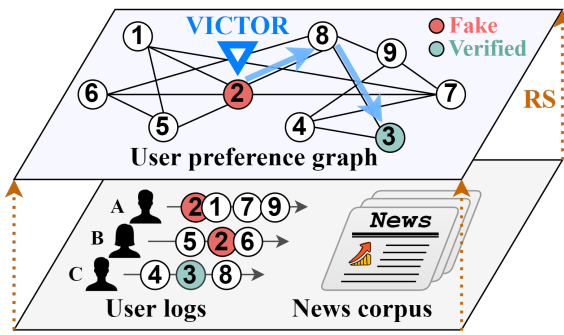 VICTOR
Fake
Verified
1
8
9
6
2
7
5
4
3
User preference graph
RS
A
2 1 7 9
B
5 2 6
C
4 3 8
News
User logs
News corpus